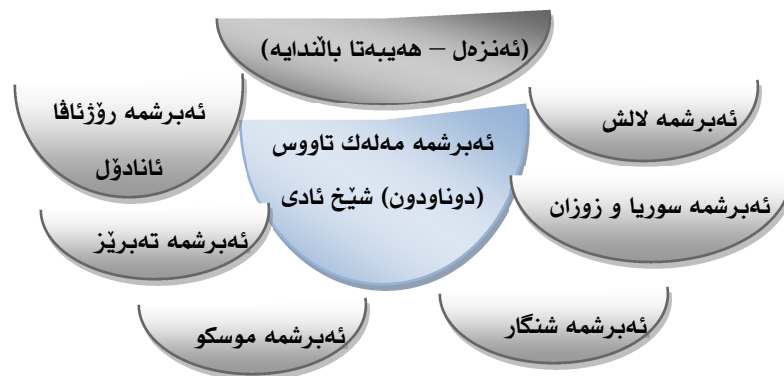 (ئەنزەل – هەیبەتا باڵندایە)
ئەبرشمە لالش
ئەبرشمە مەلەك تاووس
(دوناودون) شێخ ئادی
ئەبرشمە رۆژئاڤا
ئانادۆل
ئەبرشمە سوریا و زوزان
ئەبرشمە تەبرێز
ئەبرشمە شنگار
ئەبرشمە موسکو